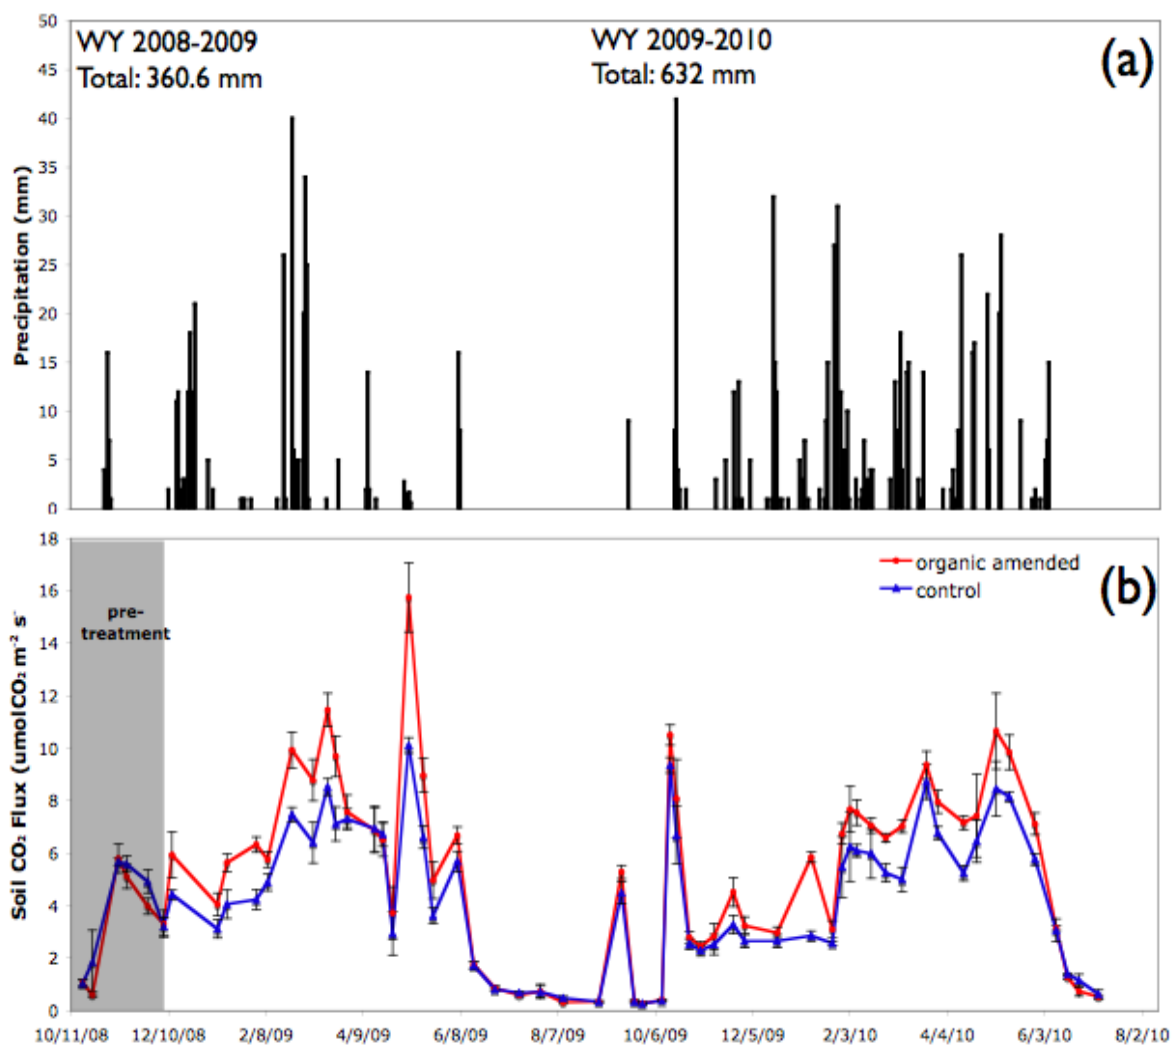 WY 2008-2009
Total: 360.6 mm
WY 2009-2010
Total: 632 mm
(a)
Precipitation (mm)
50
45
40
35
30
25
20
15
10
5
0
organic amended
control
(b)
pre-
treatment
Soil CO₂ Flux (umolCO₂ m⁻² s⁻
18
16
14
12
10
8
6
4
2
0
10/11/08 12/10/08 2/8/09 4/9/09 6/8/09 8/7/09 10/6/09 12/5/09 2/3/10 4/4/10 6/3/10 8/2/10